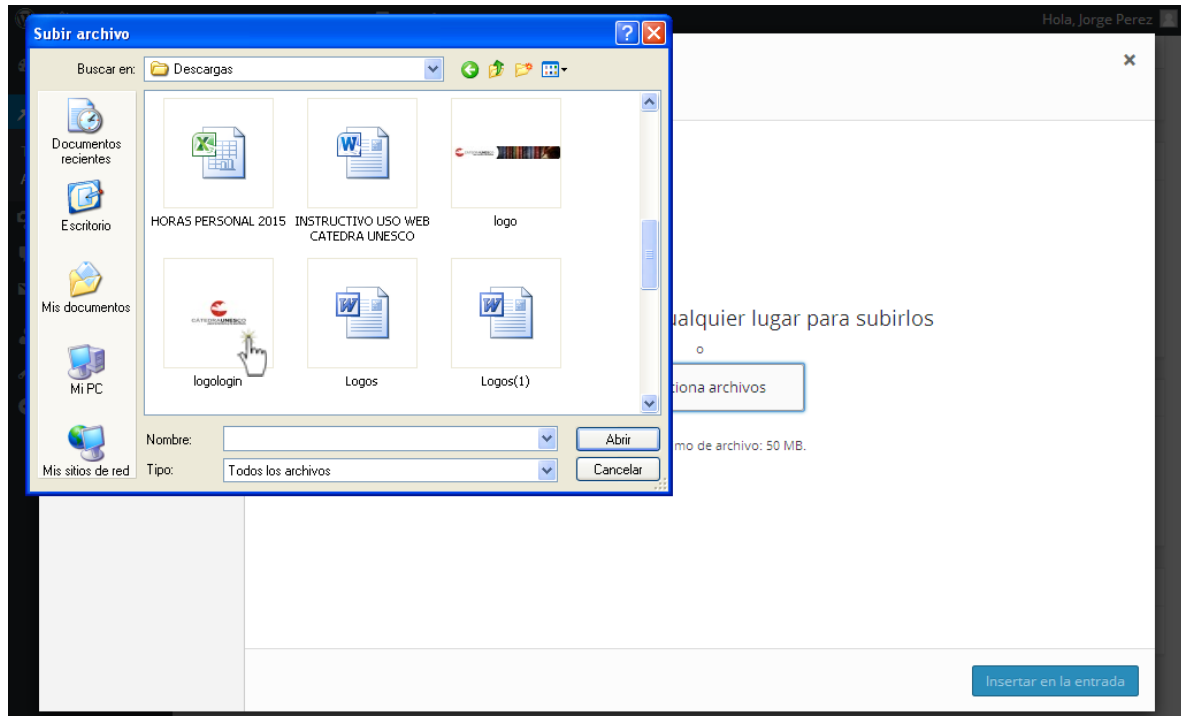 Hola, Jorge Perez
Subir archivo
Buscar en:
Descargas
Documentos
recientes
Escritorio
Mis documentos
Mi PC
Mis sitios de red
HORAS PERSONAL 2015
INSTRUCTIVO USO WEB
CATEDRA UNESCO
logo
CÁTEDRAUNESCO
logologin
Logos
Logos(1)
Nombre:
Abrir
Tipo:
Todos los archivos
Cancelar
ualquier lugar para subirlos
o
ciona archivos
mo de archivo: 50 MB.
Insertar en la entrada